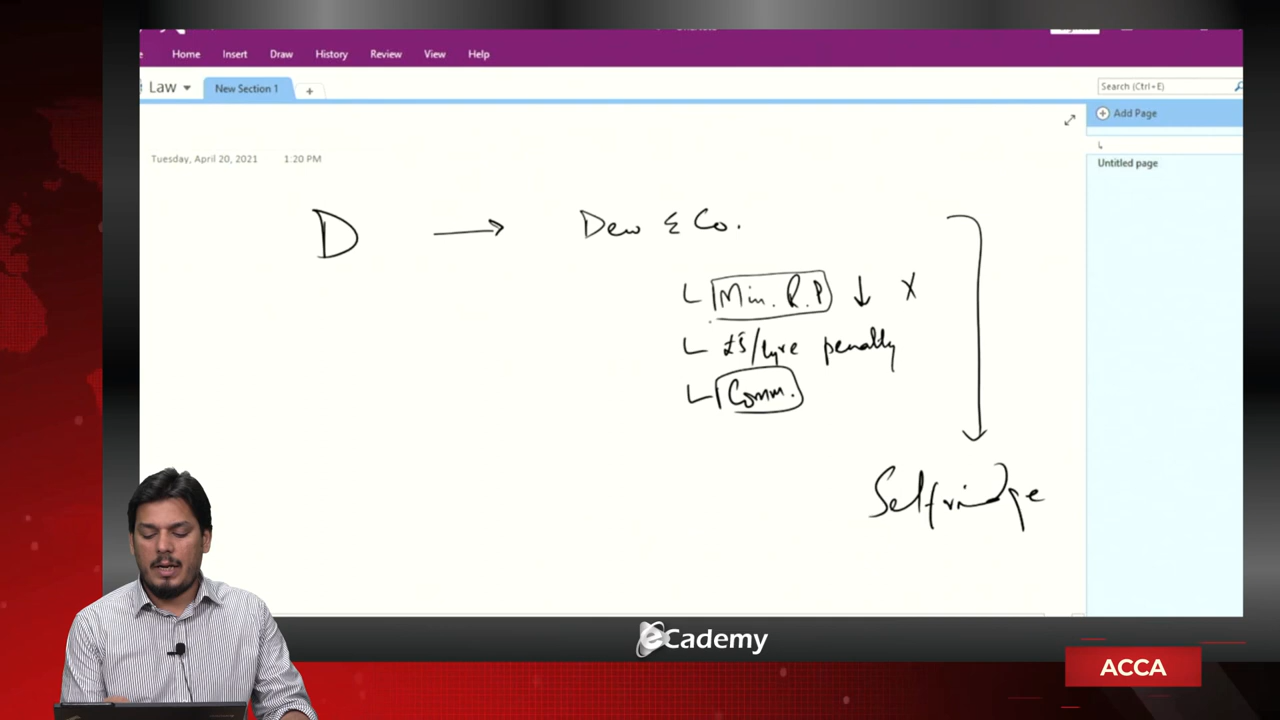 Home Insert Draw History Review View Help
Law New Section 1 +
Search (Ctrl+E)
Add Page
Untitled page
Tuesday, April 20, 2021 1:20 PM
D → Dew & Co.
Min. R.P ↓ X
£5/tyre penalty
Comm.
Selfridge
eCademy
ACCA